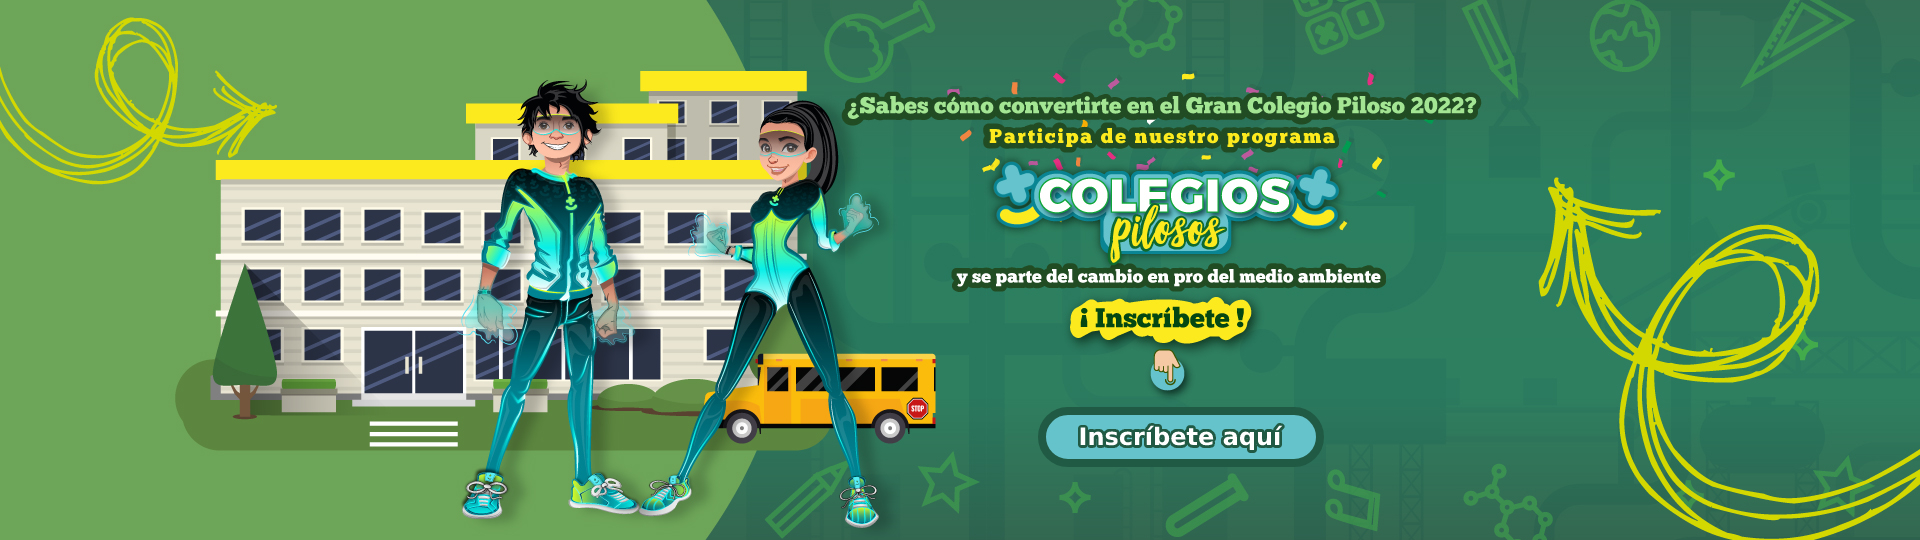 ¿Sabes cómo convertirte en el Gran Colegio Piloso 2022?
Participa de nuestro programa
COLEGIOS
pilosos
y se parte del cambio en pro del medio ambiente
¡ Inscríbete !
STOP
Inscríbete aquí